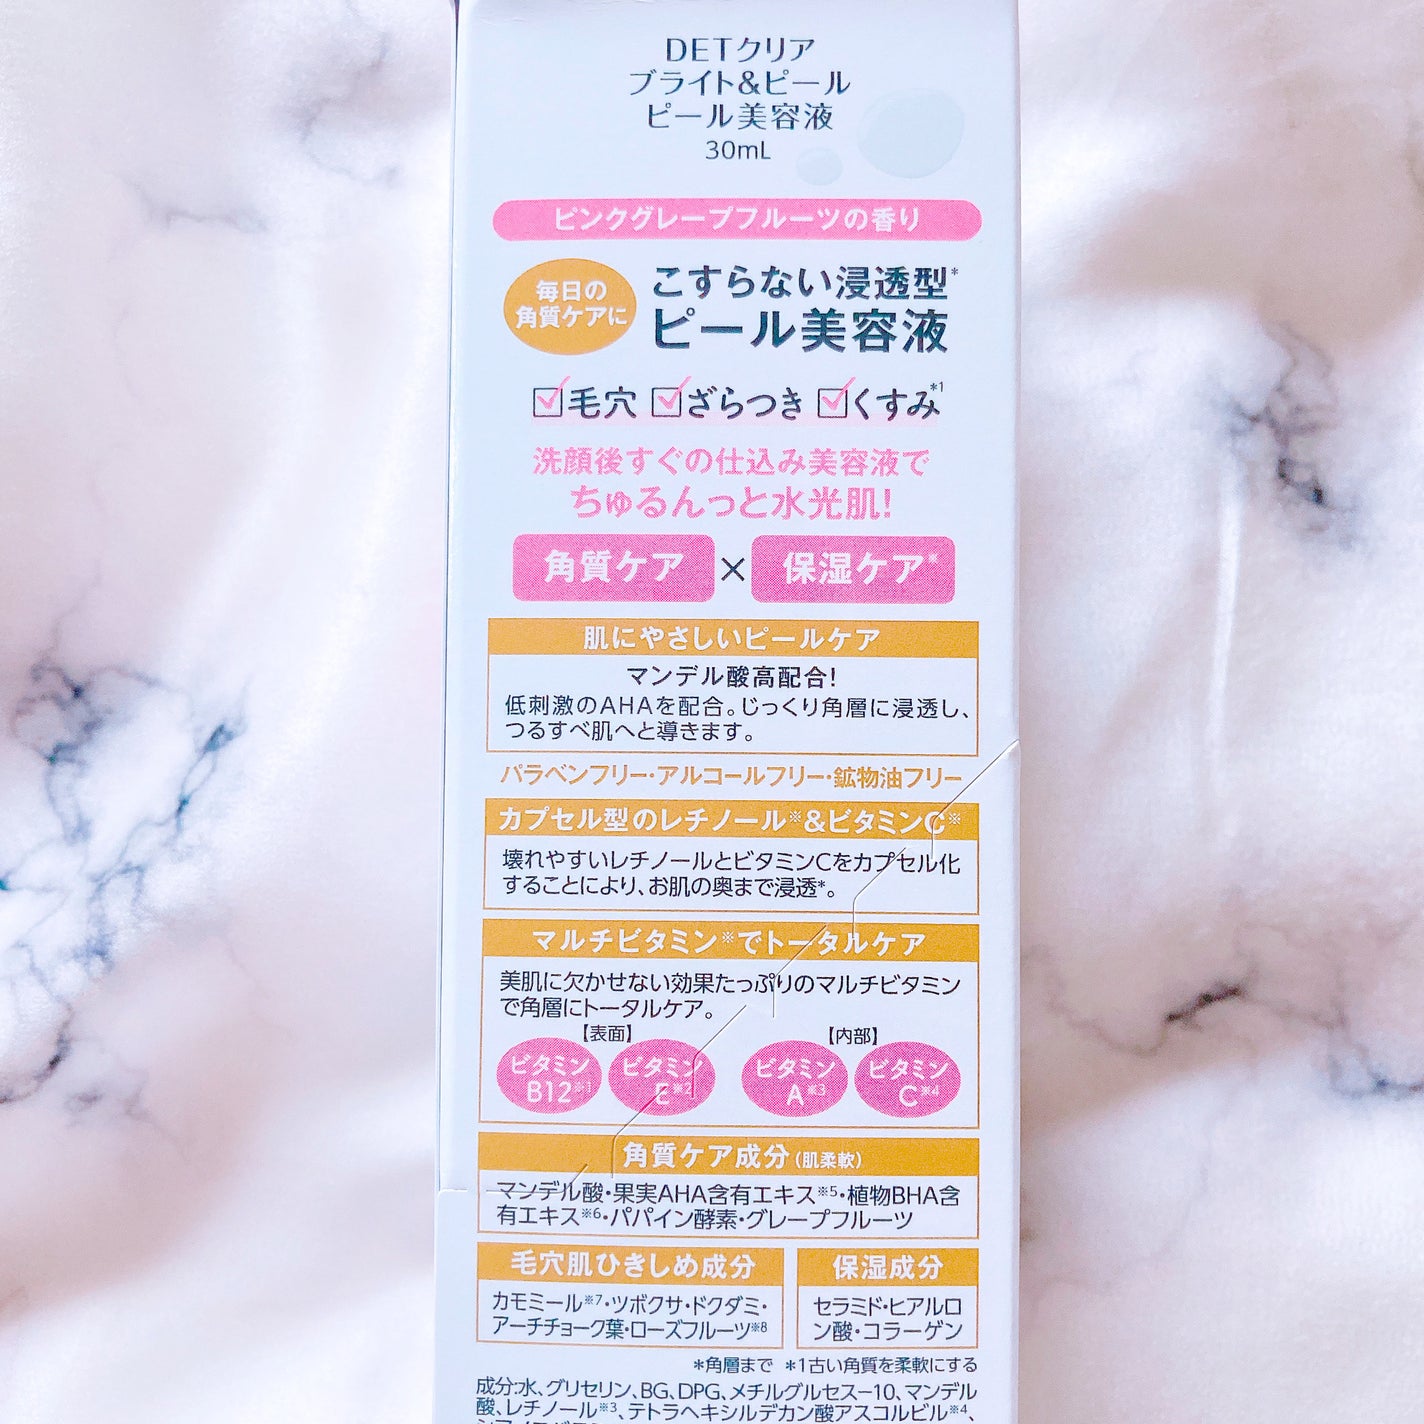 DETクリア
ブライト&ピール
ピール美容液
30mL
ピンクグレープフルーツの香り
毎日の
角質ケアに
こすらない浸透型*
ピール美容液
毛穴 ざらつき くすみ*1
洗顔後すぐの仕込み美容液で
ちゅるんっと水光肌!
角質ケア × 保湿ケア*
肌にやさしいピールケア
マンデル酸高配合!
低刺激のAHAを配合。じっくり角層に浸透し、
つるすべ肌へと導きます。
パラベンフリー・アルコールフリー・鉱物油フリー
カプセル型のレチノール※&ビタミンC※
壊れやすいレチノールとビタミンCをカプセル化
することにより、お肌の奥まで浸透*。
マルチビタミン※でトータルケア
美肌に欠かせない効果たっぷりのマルチビタミン
で角層にトータルケア。
【表面】 【内部】
ビタミン ビタミン ビタミン ビタミン
B12※1 E※2 A※3 C※4
角質ケア成分(肌柔軟)
マンデル酸・果実AHA含有エキス※5・植物BHA含
有エキス※6・パパイン酵素・グレープフルーツ
毛穴肌ひきしめ成分
カモミール※7・ツボクサ・ドクダミ・
アーチチョーク葉・ローズフルーツ※8
保湿成分
セラミド・ヒアルロ
ン酸・コラーゲン
*角層まで *1古い角質を柔軟にする
成分:水、グリセリン、BG、DPG、メチルグルセスー10、マンデル
酸、レチノール※3、テトラヘキシルデカン酸アスコルビル※4、